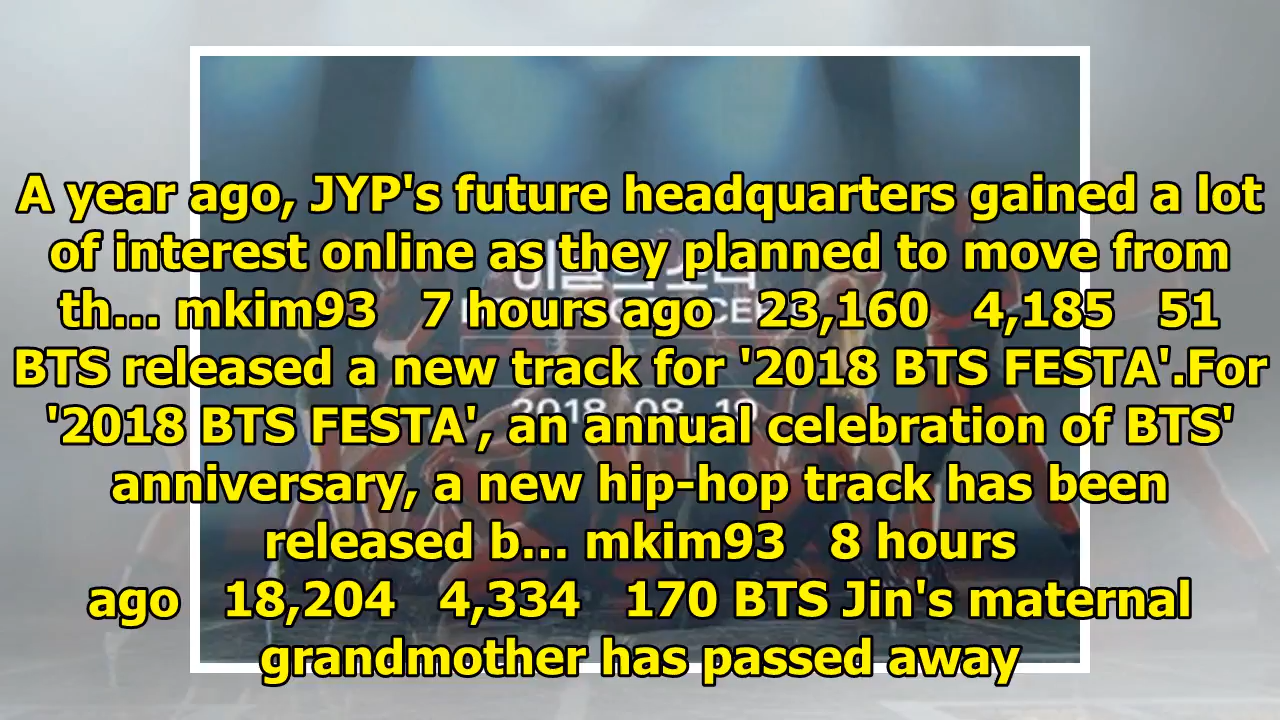 A year ago, JYP's future headquarters gained a lot
of interest online as they planned to move from
th... mkim93 7 hours ago 23,160 4,185 51
BTS released a new track for '2018 BTS FESTA'.For
'2018 BTS FESTA', an annual celebration of BTS'
anniversary, a new hip-hop track has been
released b... mkim93 8 hours
ago 18,204 4,334 170 BTS Jin's maternal
grandmother has passed away
2018 08 10